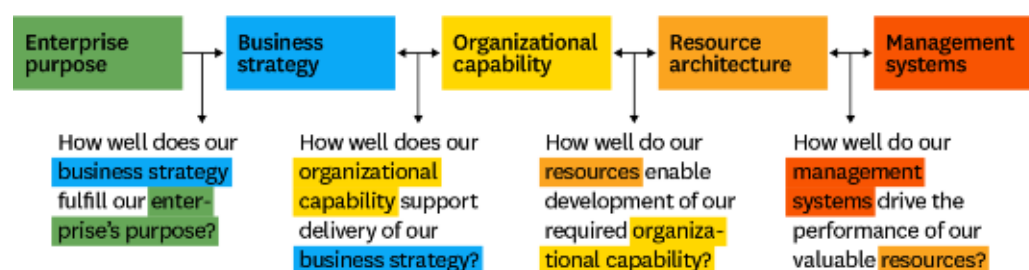 Enterprise
purpose
Business
strategy
Organizational
capability
Resource
architecture
Management
systems
How well does our
business strategy
fulfill our enter-
prise's purpose?
How well does our
organizational
capability support
delivery of our
business strategy?
How well do our
resources enable
development of our
required organiza-
tional capability?
How well do our
management
systems drive the
performance of our
valuable resources?